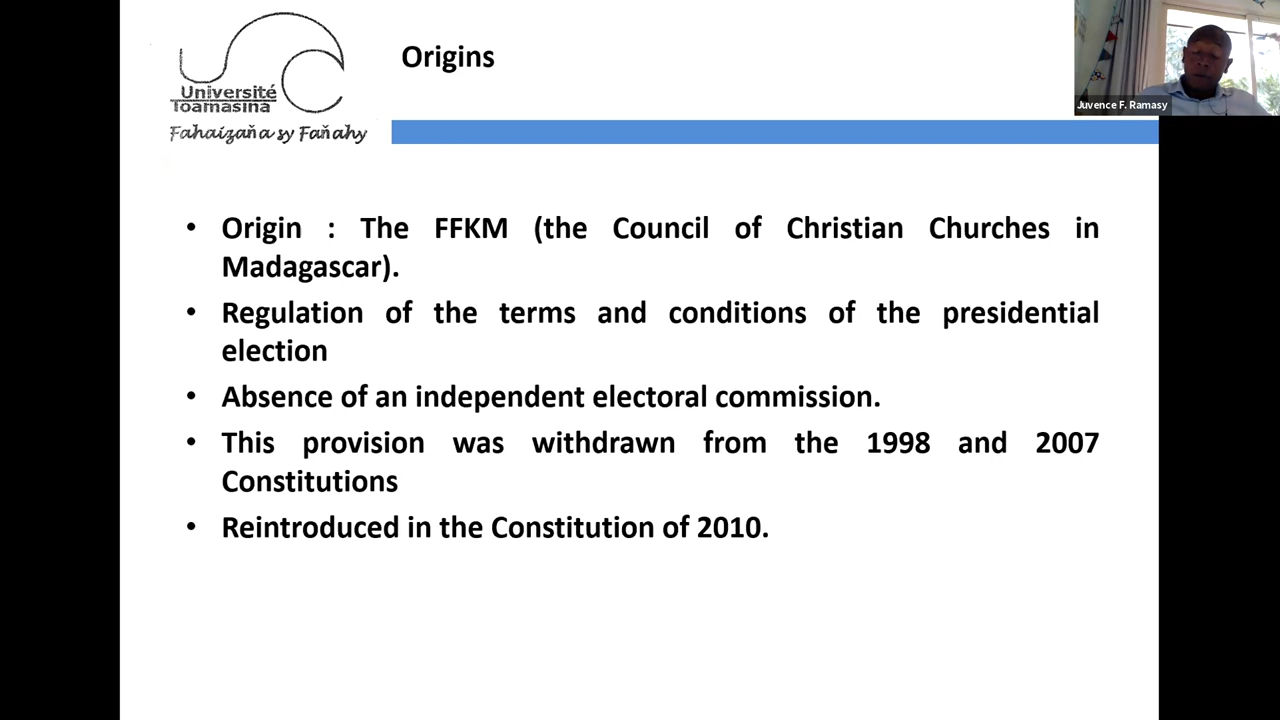 Université
Toamasina
Fahaizaña sy Fañahy
Origins
Juvence F. Ramasy
• Origin : The FFKM (the Council of Christian Churches in
Madagascar).
• Regulation of the terms and conditions of the presidential
election
• Absence of an independent electoral commission.
• This provision was withdrawn from the 1998 and 2007
Constitutions
• Reintroduced in the Constitution of 2010.